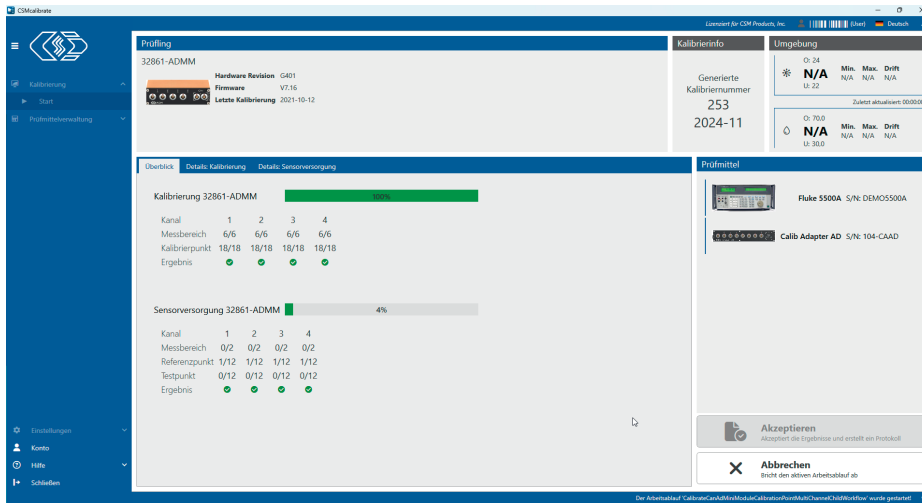 CSMcalibrate
Lizenziert für CSM Products, Inc. (User) Deutsch
Kalibrierung
Start
Prüfmittelverwaltung
Einstellungen
Konto
Hilfe
Schließen
Prüfling
32861-ADMM
Hardware Revision G401
Firmware V7.16
Letzte Kalibrierung 2021-10-12
Kalibrierinfo
Generierte
Kalibriernummer
253
2024-11
Umgebung
O: 24
N/A
U: 22
Min. Max. Drift
N/A N/A N/A
Zuletzt aktualisiert: 00:00:00
O: 70.0
N/A
U: 30.0
Min. Max. Drift
N/A N/A N/A
Überblick Details: Kalibrierung Details: Sensorversorgung
Kalibrierung 32861-ADMM 100%
Kanal 1 2 3 4
Messbereich 6/6 6/6 6/6 6/6
Kalibrierpunkt 18/18 18/18 18/18 18/18
Ergebnis
Sensorversorgung 32861-ADMM 4%
Kanal 1 2 3 4
Messbereich 0/2 0/2 0/2 0/2
Referenzpunkt 1/12 1/12 1/12 1/12
Testpunkt 0/12 0/12 0/12 0/12
Ergebnis
Prüfmittel
Fluke 5500A S/N: DEMO5500A
Calib Adapter AD S/N: 104-CAAD
Akzeptieren
Akzeptiert die Ergebnisse und erstellt ein Protokoll
Abbrechen
Bricht den aktiven Arbeitsablauf ab
Der Arbeitsablauf 'CalibrateCanAdMiniModuleCalibrationPointMultiChannelChildWorkflow' wurde gestartet!